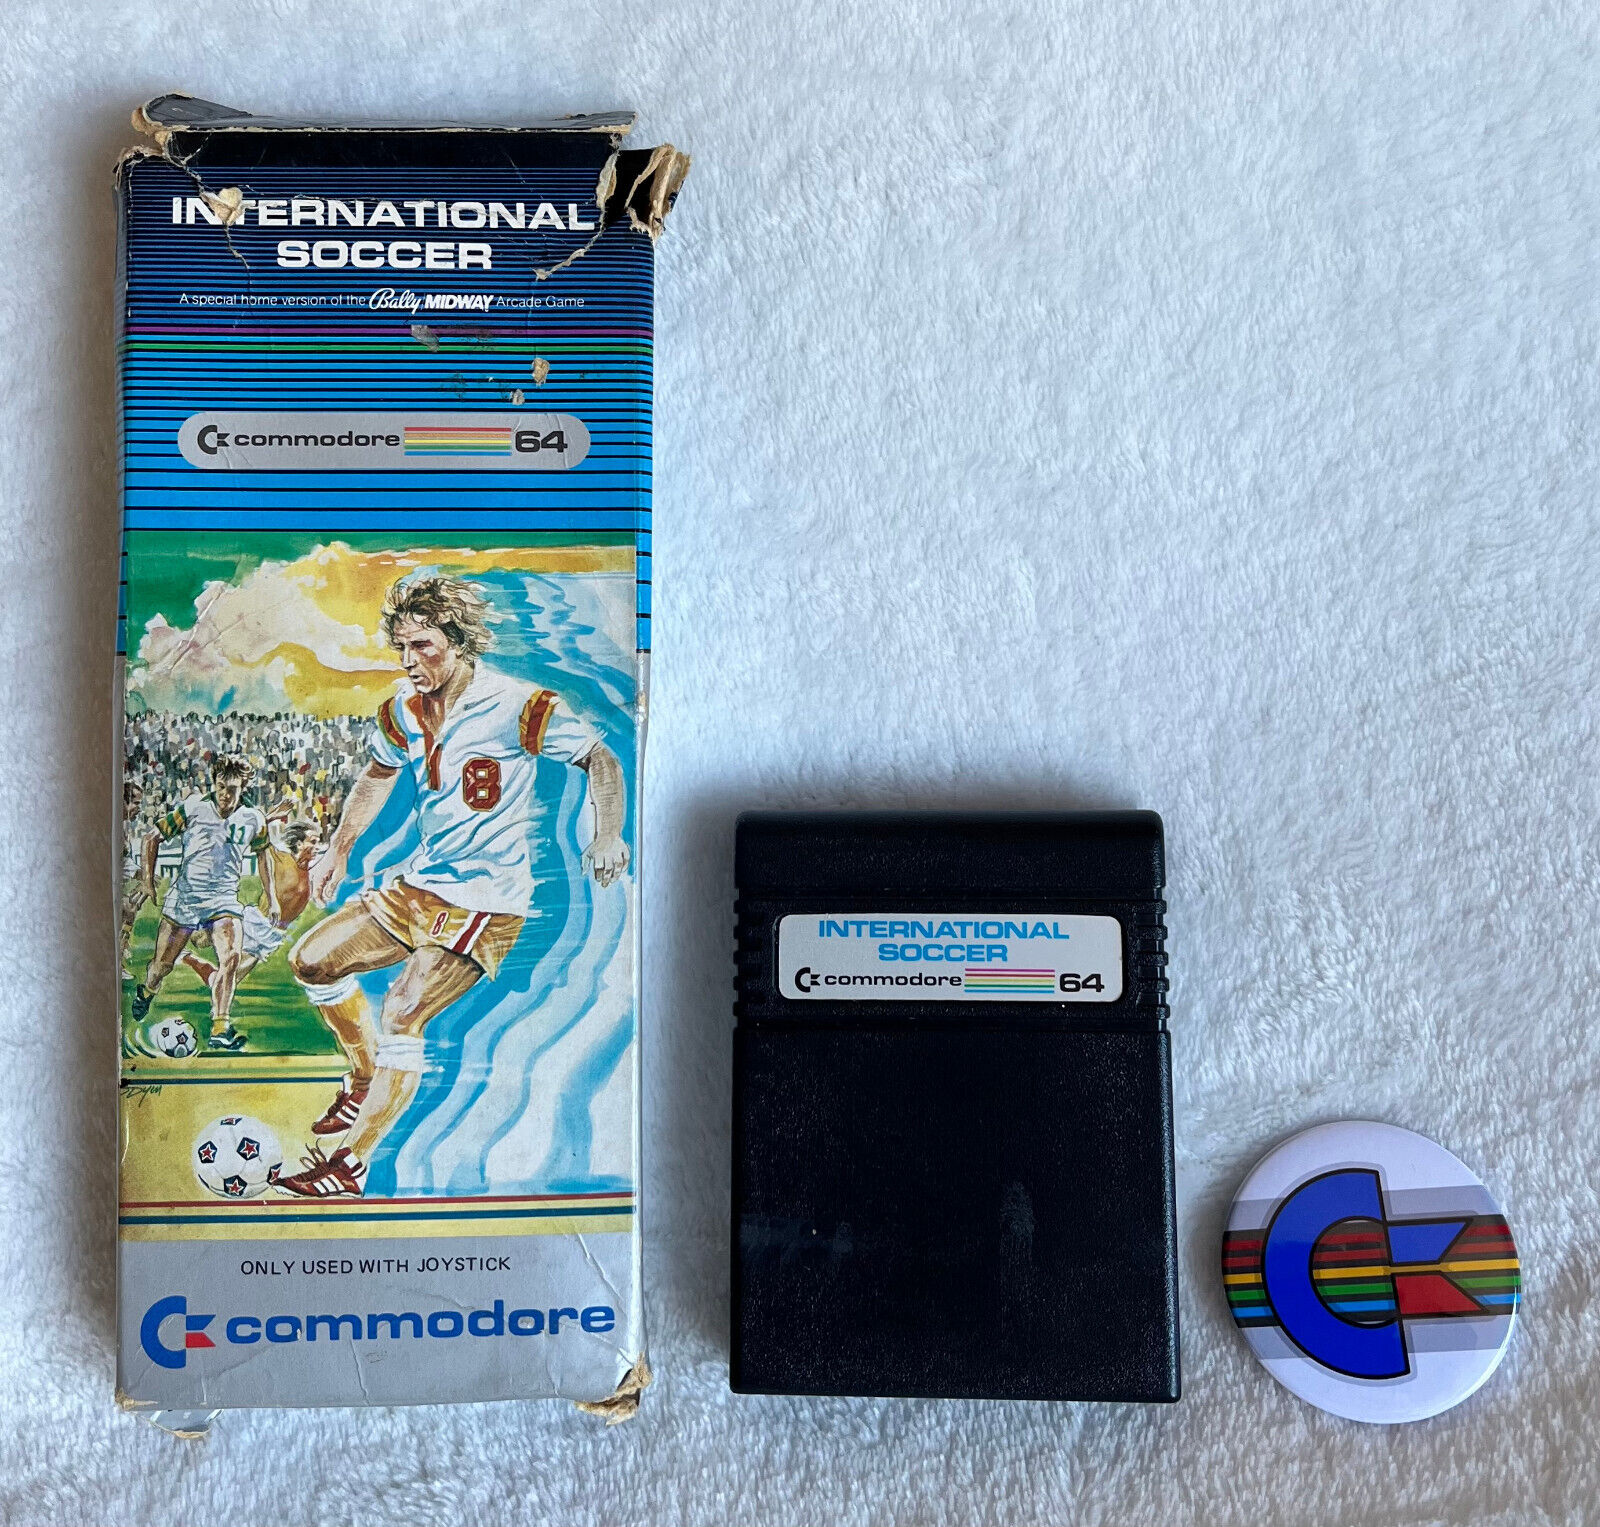 INTERNATIONAL
SOCCER
A special home version of the Bally MIDWAY Arcade Game
commodore 64
8
11
8
ONLY USED WITH JOYSTICK
commodore
INTERNATIONAL
SOCCER
commodore 64